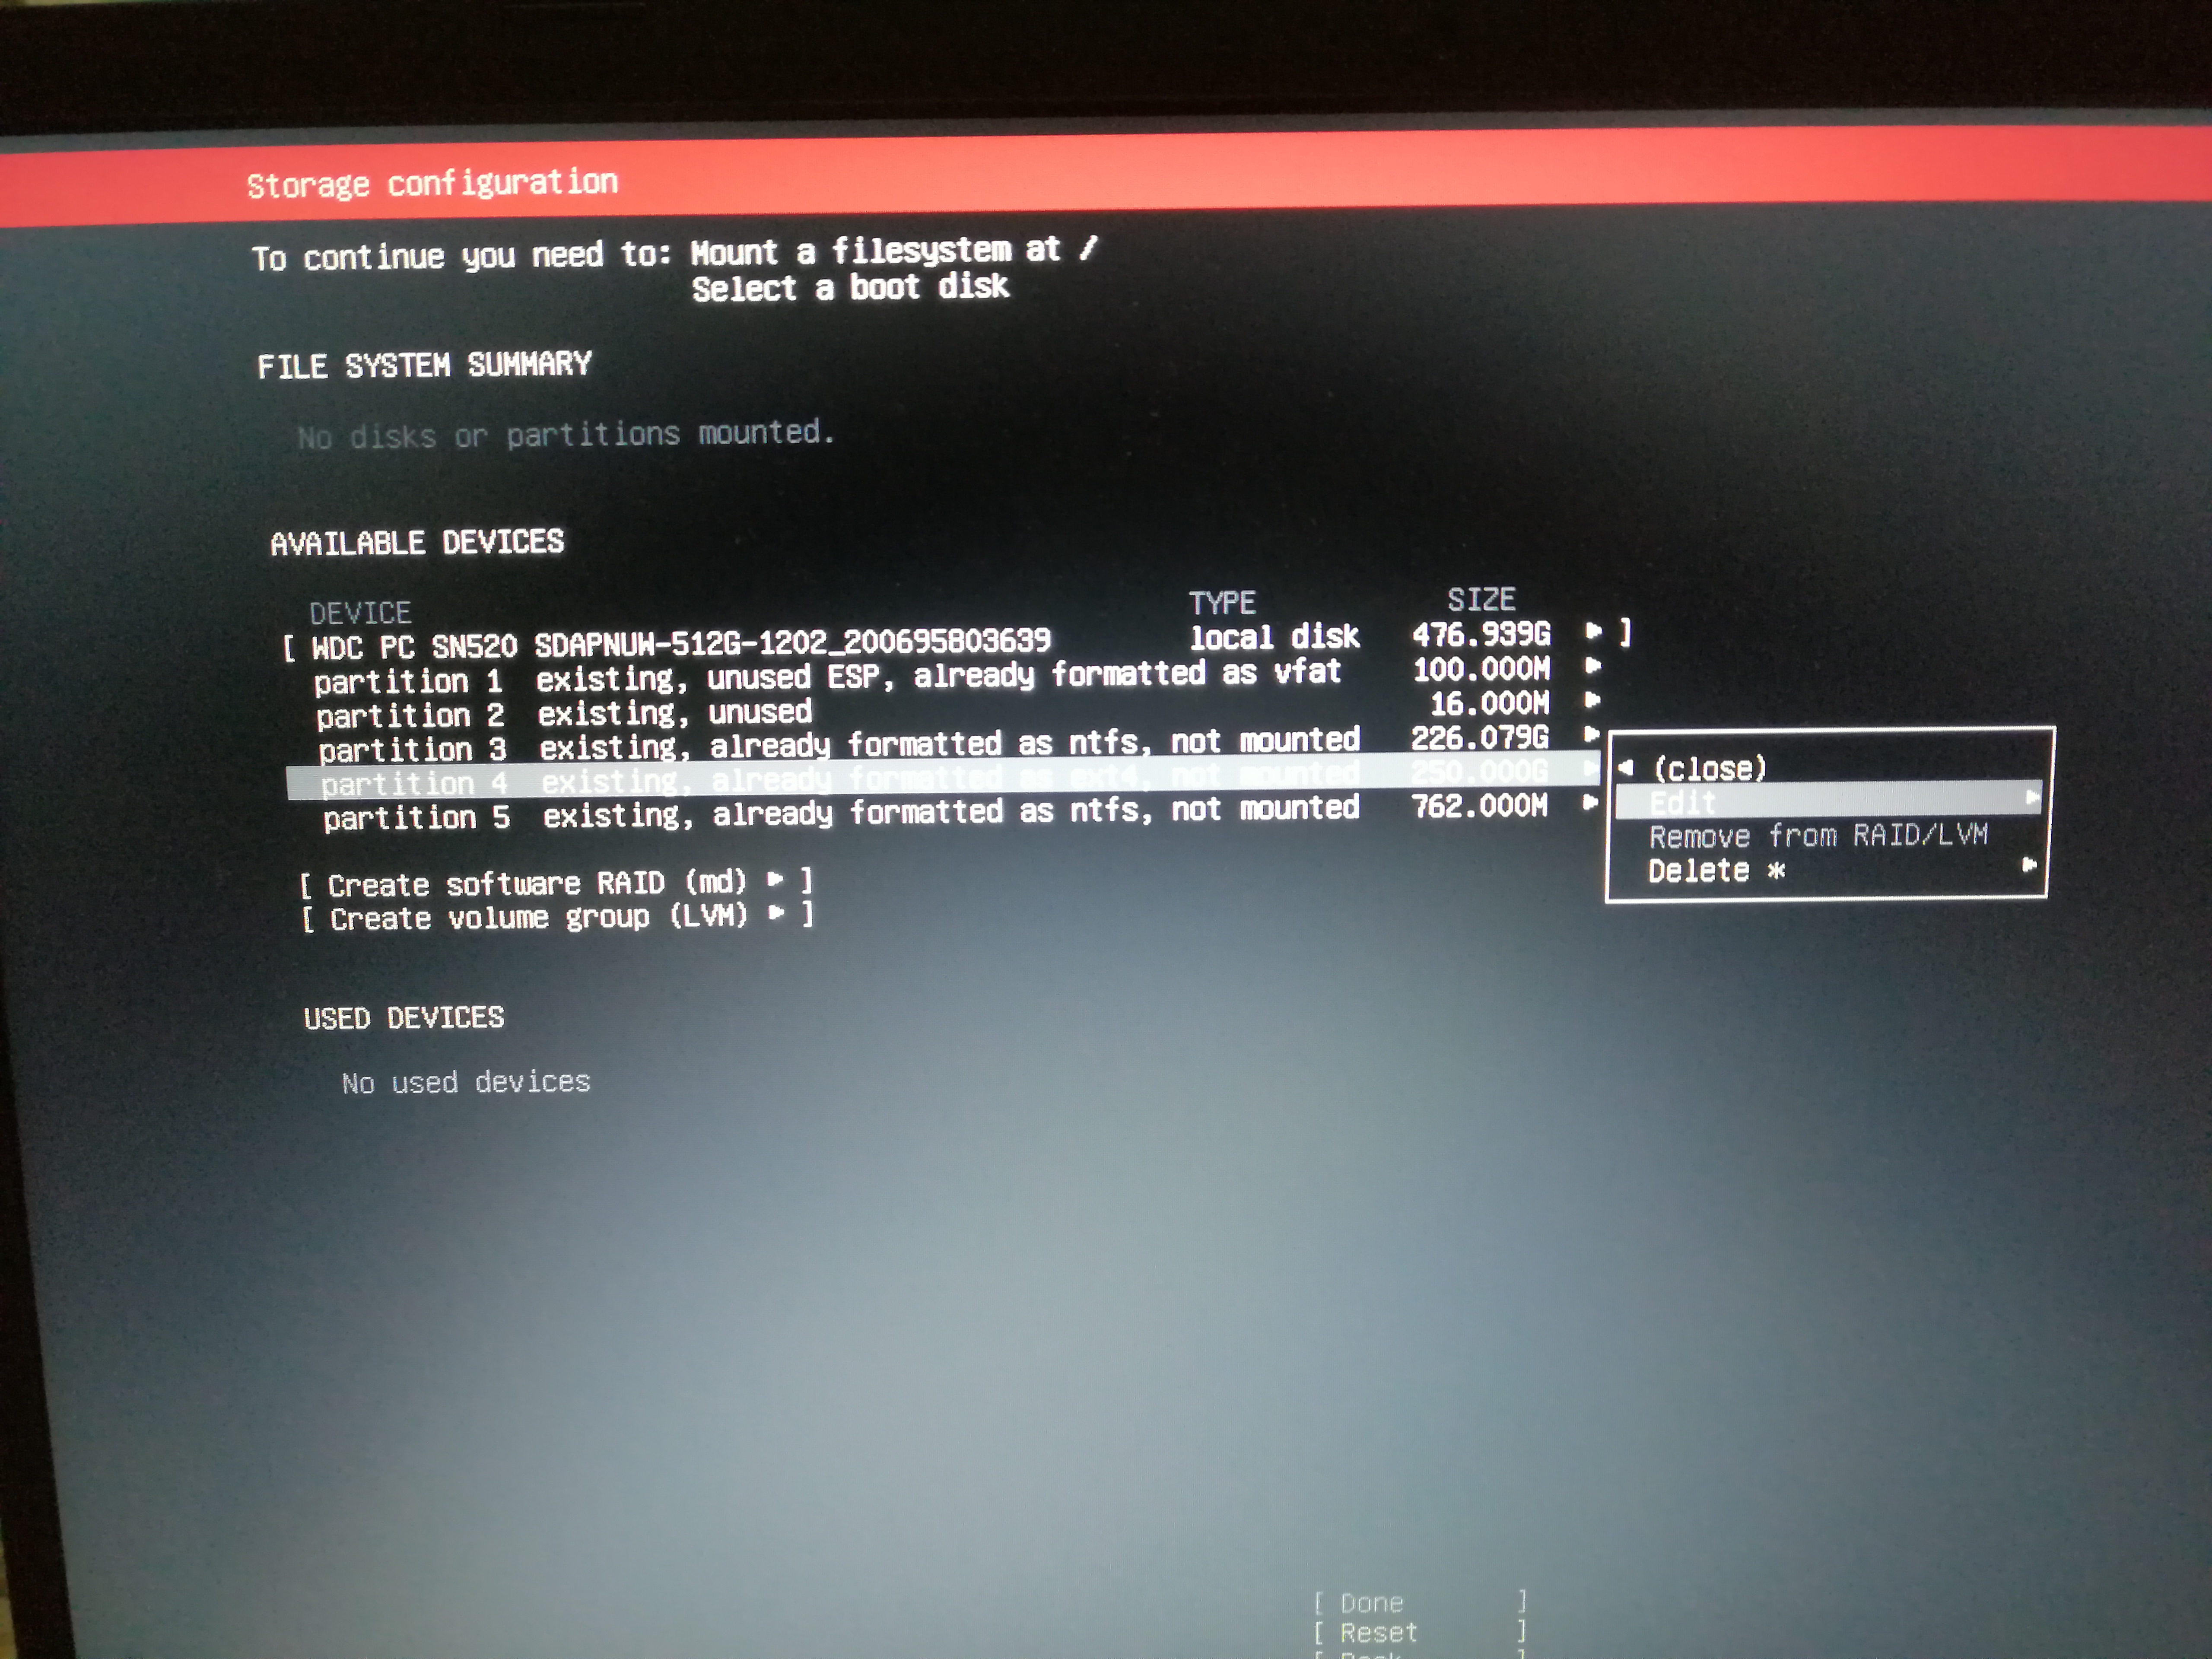 Storage configuration
To continue you need to: Mount a filesystem at /
Select a boot disk
FILE SYSTEM SUMMARY
No disks or partitions mounted.
AVAILABLE DEVICES
DEVICE TYPE SIZE
[ WDC PC SN520 SDAPNUW-512G-1202_200695803639 local disk 476.939G ► ]
partition 1 existing, unused ESP, already formatted as vfat 100.000M ►
partition 2 existing, unused 16.000M ►
partition 3 existing, already formatted as ntfs, not mounted 226.079G ►
partition 4 existing, already formatted as ext4, not mounted 250.000G ►
partition 5 existing, already formatted as ntfs, not mounted 762.000M ►
◄ (close)
Edit ►
Remove from RAID/LVM
Delete * ►
[ Create software RAID (md) ► ]
[ Create volume group (LVM) ► ]
USED DEVICES
No used devices
[ Done ]
[ Reset ]